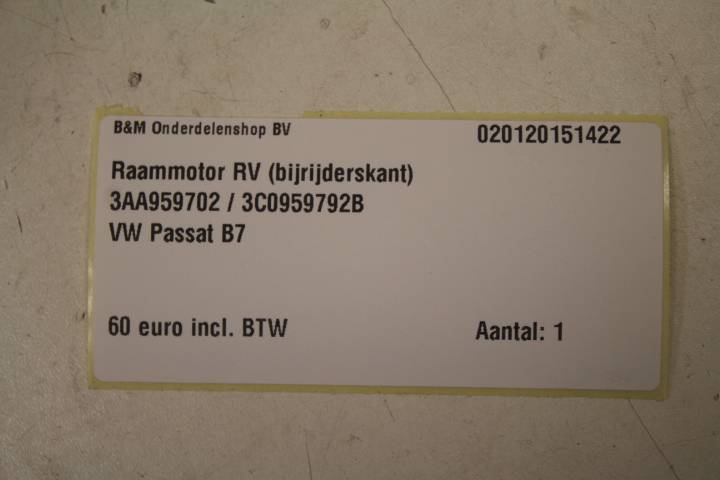 B&M Onderdelenshop BV 020120151422
Raammotor RV (bijrijderskant)
3AA959702 / 3C0959792B
VW Passat B7
60 euro incl. BTW Aantal: 1